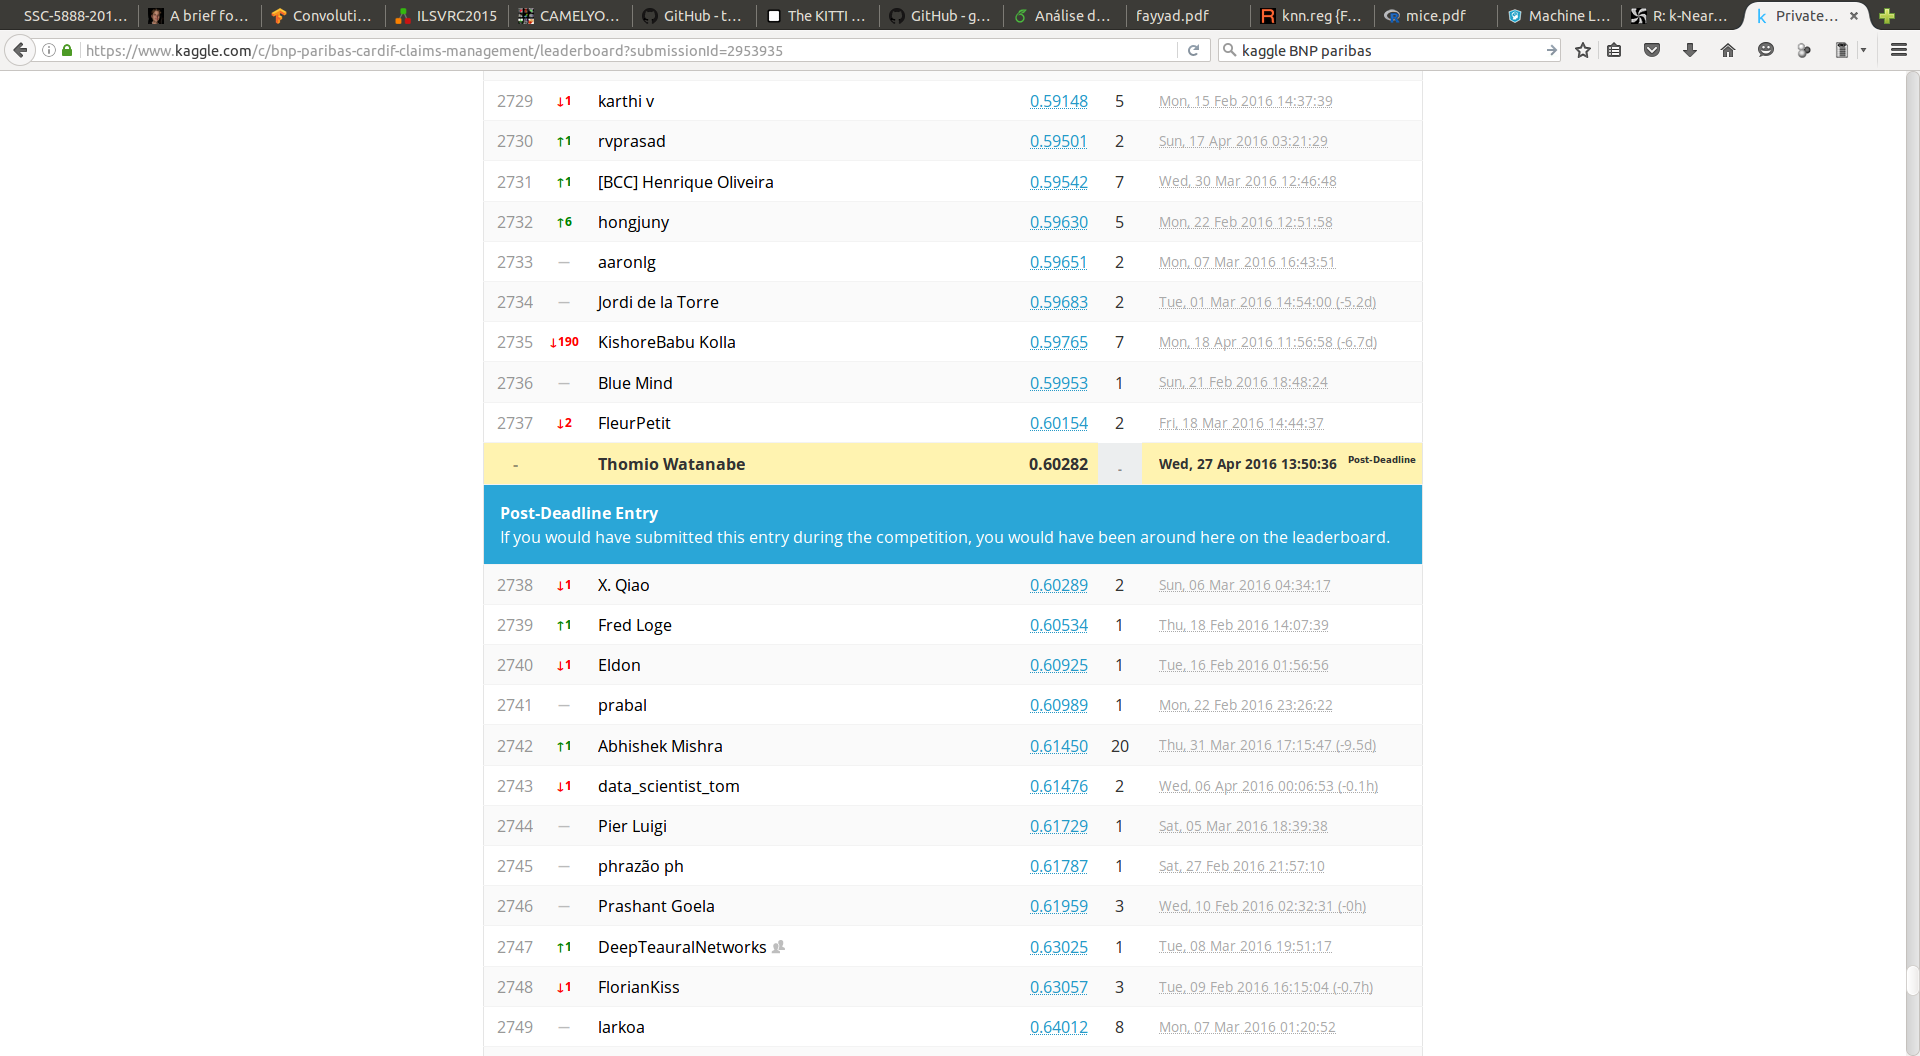 SSC-5888-201... A brief fo... Convoluti... ILSVRC2015 CAMELYO... GitHub - t... The KITTI ... GitHub - g... Análise d... fayyad.pdf knn.reg {F... mice.pdf Machine L... R: k-Near... Private...
https://www.kaggle.com/c/bnp-paribas-cardif-claims-management/leaderboard?submissionId=2953935 kaggle BNP paribas
2729 ↓1 karthi v 0.59148 5 Mon, 15 Feb 2016 14:37:39
2730 ↑1 rvprasad 0.59501 2 Sun, 17 Apr 2016 03:21:29
2731 ↑1 [BCC] Henrique Oliveira 0.59542 7 Wed, 30 Mar 2016 12:46:48
2732 ↑6 hongjuny 0.59630 5 Mon, 22 Feb 2016 12:51:58
2733 — aaronlg 0.59651 2 Mon, 07 Mar 2016 16:43:51
2734 — Jordi de la Torre 0.59683 2 Tue, 01 Mar 2016 14:54:00 (-5.2d)
2735 ↓190 KishoreBabu Kolla 0.59765 7 Mon, 18 Apr 2016 11:56:58 (-6.7d)
2736 — Blue Mind 0.59953 1 Sun, 21 Feb 2016 18:48:24
2737 ↓2 FleurPetit 0.60154 2 Fri, 18 Mar 2016 14:44:37
- Thomio Watanabe 0.60282 - Wed, 27 Apr 2016 13:50:36 Post-Deadline
Post-Deadline Entry
If you would have submitted this entry during the competition, you would have been around here on the leaderboard.
2738 ↓1 X. Qiao 0.60289 2 Sun, 06 Mar 2016 04:34:17
2739 ↑1 Fred Loge 0.60534 1 Thu, 18 Feb 2016 14:07:39
2740 ↓1 Eldon 0.60925 1 Tue, 16 Feb 2016 01:56:56
2741 — prabal 0.60989 1 Mon, 22 Feb 2016 23:26:22
2742 ↑1 Abhishek Mishra 0.61450 20 Thu, 31 Mar 2016 17:15:47 (-9.5d)
2743 ↓1 data_scientist_tom 0.61476 2 Wed, 06 Apr 2016 00:06:53 (-0.1h)
2744 — Pier Luigi 0.61729 1 Sat, 05 Mar 2016 18:39:38
2745 — phrazão ph 0.61787 1 Sat, 27 Feb 2016 21:57:10
2746 — Prashant Goela 0.61959 3 Wed, 10 Feb 2016 02:32:31 (-0h)
2747 ↑1 DeepTeauralNetworks 0.63025 1 Tue, 08 Mar 2016 19:51:17
2748 ↓1 FlorianKiss 0.63057 3 Tue, 09 Feb 2016 16:15:04 (-0.7h)
2749 — larkoa 0.64012 8 Mon, 07 Mar 2016 01:20:52